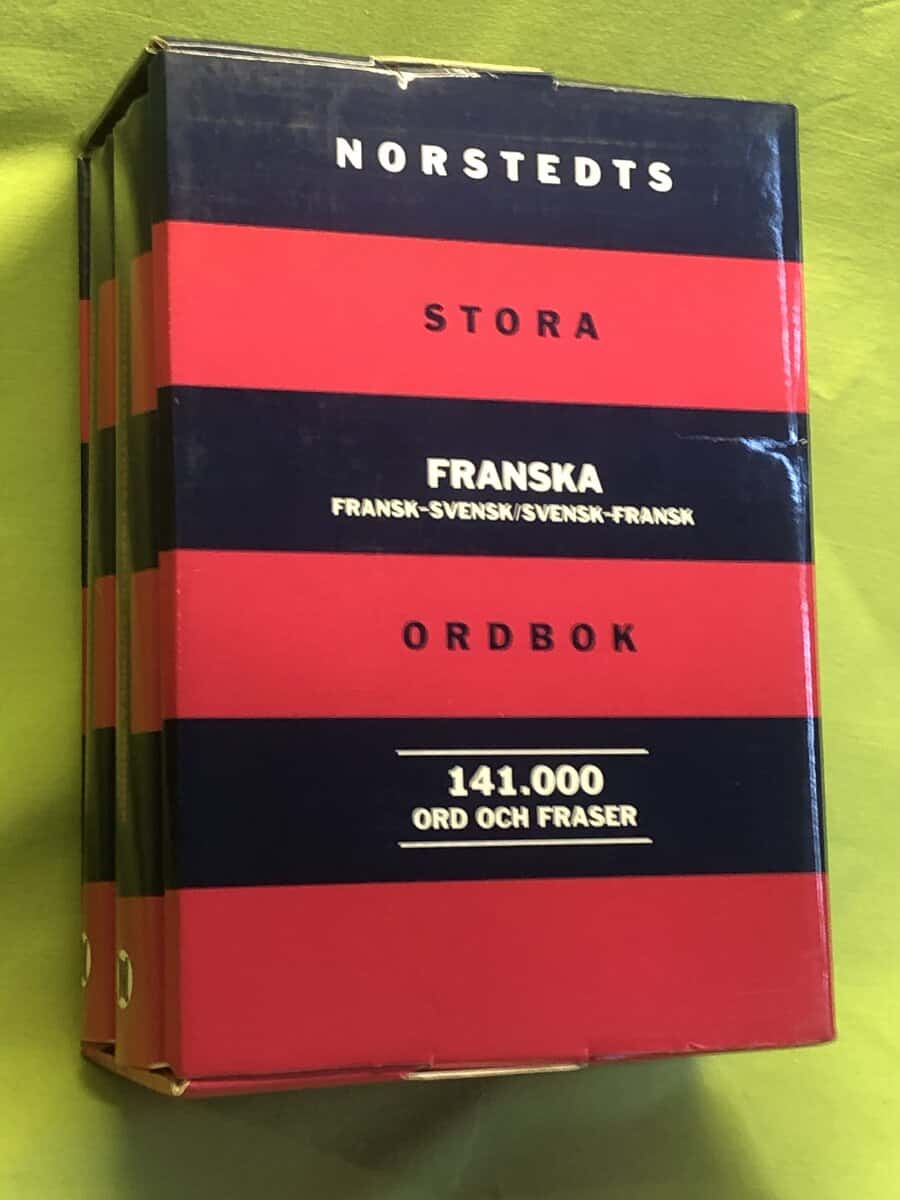 NORSTEDTS
STORA
FRANSKA
FRANSK-SVENSK/SVENSK-FRANSK
ORDBOK
141.000
ORD OCH FRASER